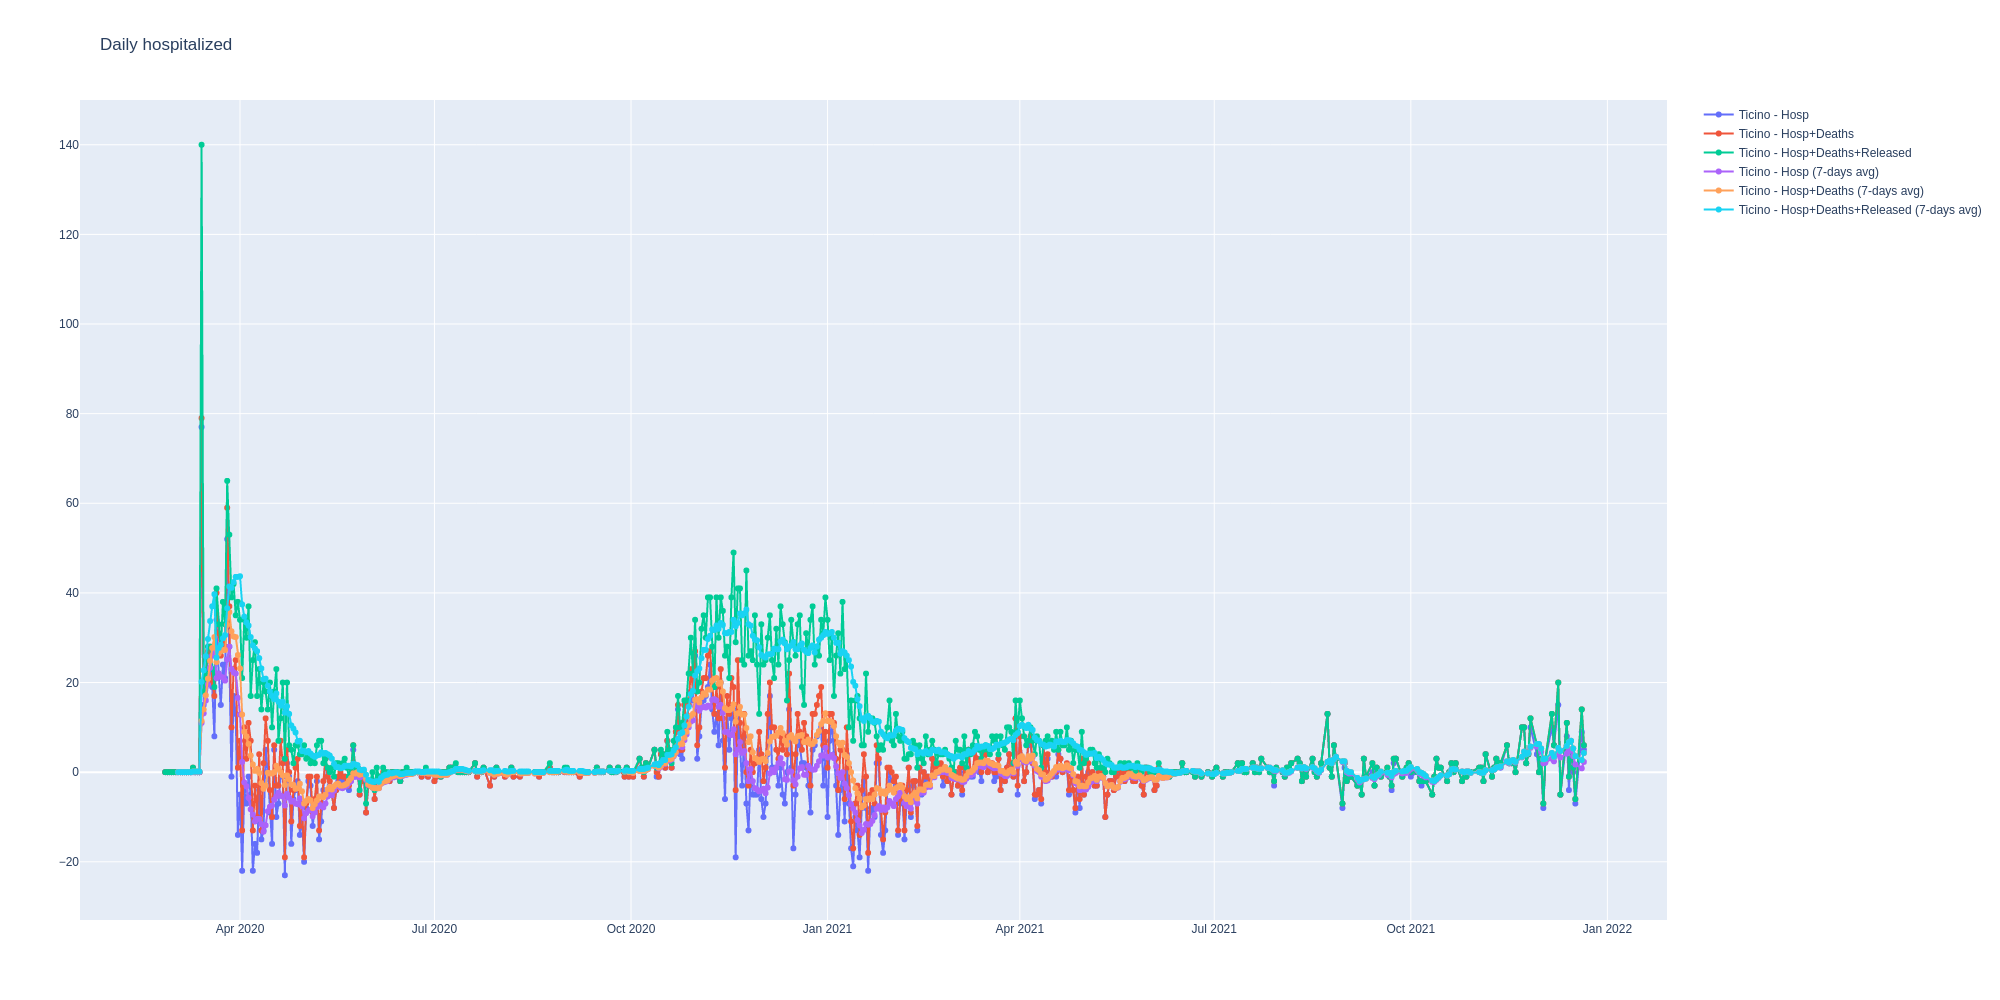 Daily hospitalized
Ticino - Hosp
Ticino - Hosp+Deaths
Ticino - Hosp+Deaths+Released
Ticino - Hosp (7-days avg)
Ticino - Hosp+Deaths (7-days avg)
Ticino - Hosp+Deaths+Released (7-days avg)
140
120
100
80
60
40
20
0
−20
Apr 2020
Jul 2020
Oct 2020
Jan 2021
Apr 2021
Jul 2021
Oct 2021
Jan 2022